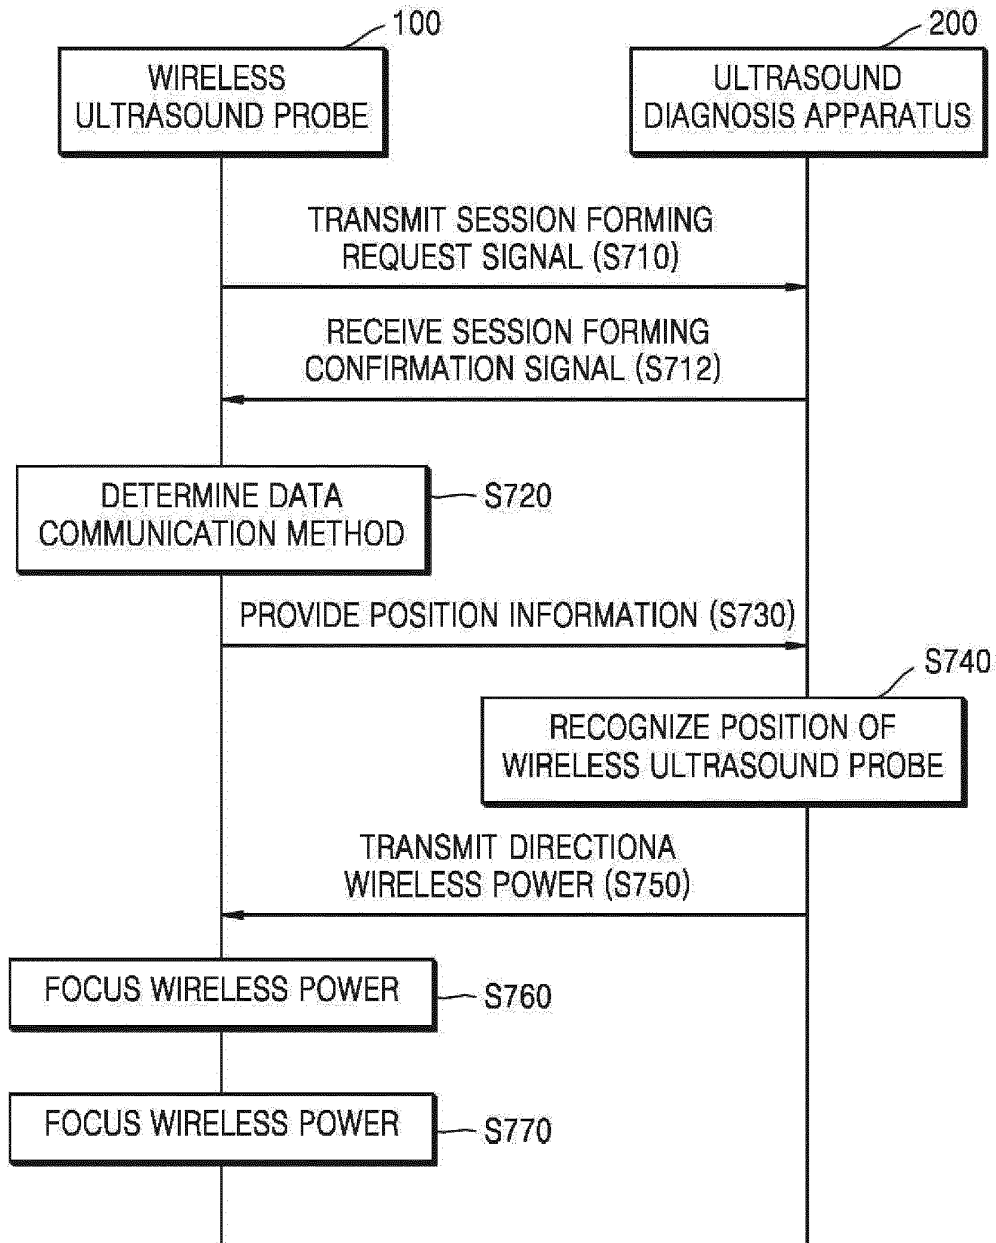 100
200
WIRELESS
ULTRASOUND PROBE
ULTRASOUND
DIAGNOSIS APPARATUS
TRANSMIT SESSION FORMING
REQUEST SIGNAL (S710)
RECEIVE SESSION FORMING
CONFIRMATION SIGNAL (S712)
DETERMINE DATA
COMMUNICATION METHOD
S720
PROVIDE POSITION INFORMATION (S730)
S740
RECOGNIZE POSITION OF
WIRELESS ULTRASOUND PROBE
TRANSMIT DIRECTIONA
WIRELESS POWER (S750)
FOCUS WIRELESS POWER
S760
FOCUS WIRELESS POWER
S770